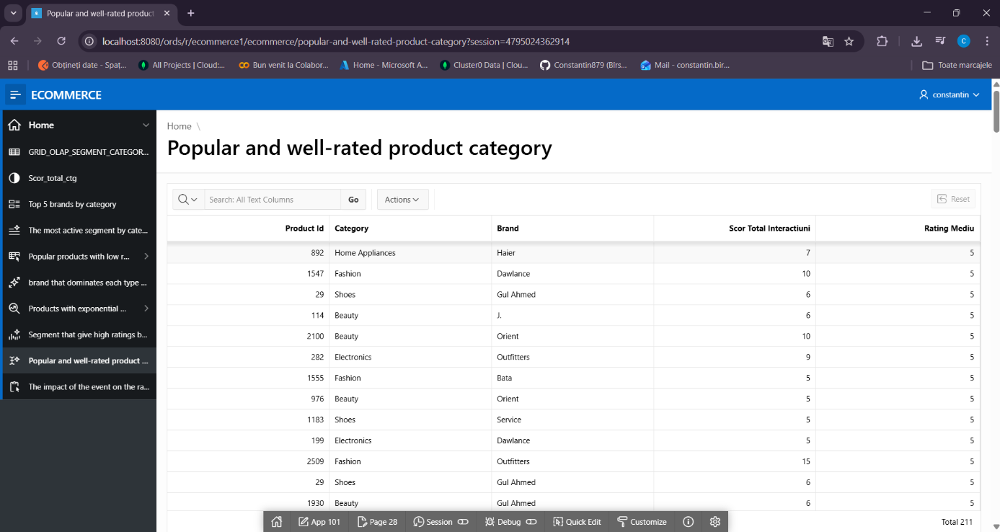 Popular and well-rated product
localhost:8080/ords/r/ecommerce1/ecommerce/popular-and-well-rated-product-category?session=4795024362914
C
Obțineți date - Spaț... All Projects | Cloud:... Bun venit la Colabor... Home - Microsoft A... Cluster0 Data | Clou... Constantin879 (Bîrs... Mail - constantin.bir... Toate marcajele
ECOMMERCE
constantin
Home
GRID_OLAP_SEGMENT_CATEGOR...
Scor_total_ctg
Top 5 brands by category
The most active segment by cate...
Popular products with low r...
brand that dominates each type ...
Products with exponential ...
Segment that give high ratings b...
Popular and well-rated product ...
The impact of the event on the ra...
Home \
Popular and well-rated product category
Search: All Text Columns Go Actions Reset
Product Id Category Brand Scor Total Interactiuni Rating Mediu
892 Home Appliances Haier 7 5
1547 Fashion Dawlance 10 5
29 Shoes Gul Ahmed 6 5
114 Beauty J. 6 5
2100 Beauty Orient 10 5
282 Electronics Outfitters 9 5
1555 Fashion Bata 5 5
976 Beauty Orient 5 5
1183 Shoes Service 5 5
199 Electronics Dawlance 5 5
2509 Fashion Outfitters 15 5
29 Shoes Gul Ahmed 6 5
1930 Beauty Gul Ahmed 6 5
App 101 Page 28 Session Debug Quick Edit Customize
Total 211